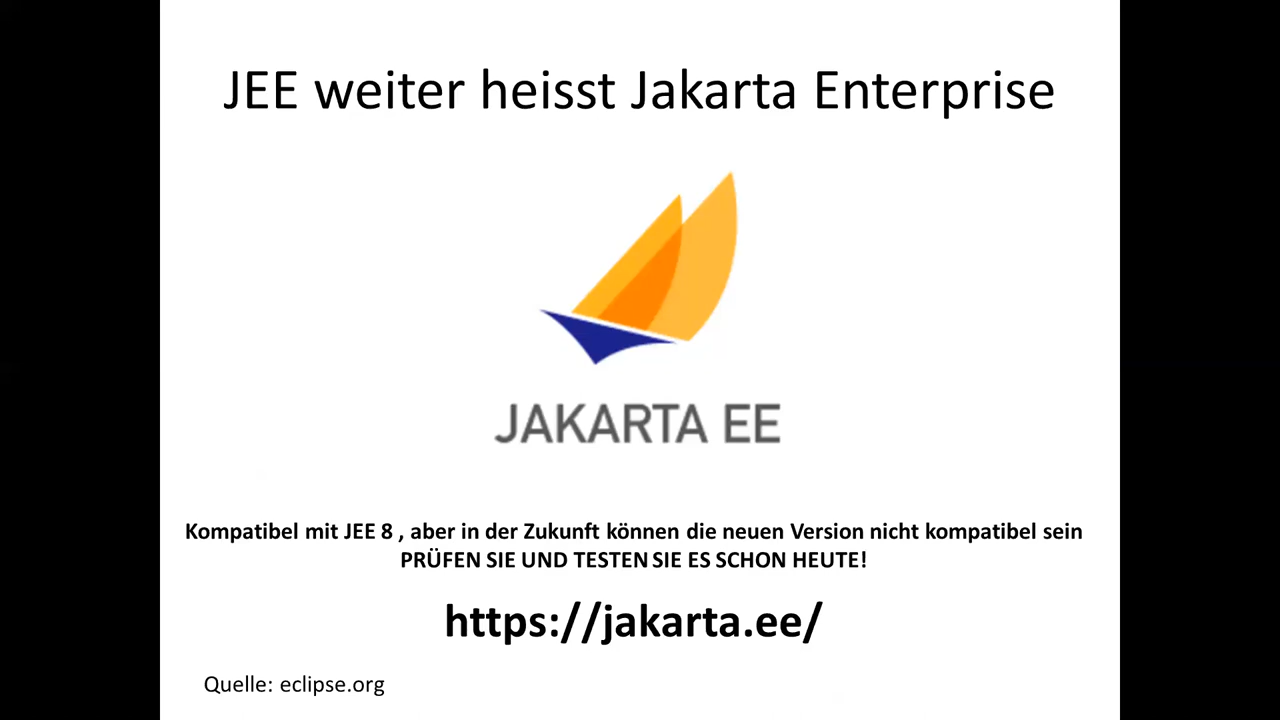 JEE weiter heisst Jakarta Enterprise
JAKARTA EE
Kompatibel mit JEE 8 , aber in der Zukunft können die neuen Version nicht kompatibel sein
PRÜFEN SIE UND TESTEN SIE ES SCHON HEUTE!
https://jakarta.ee/
Quelle: eclipse.org